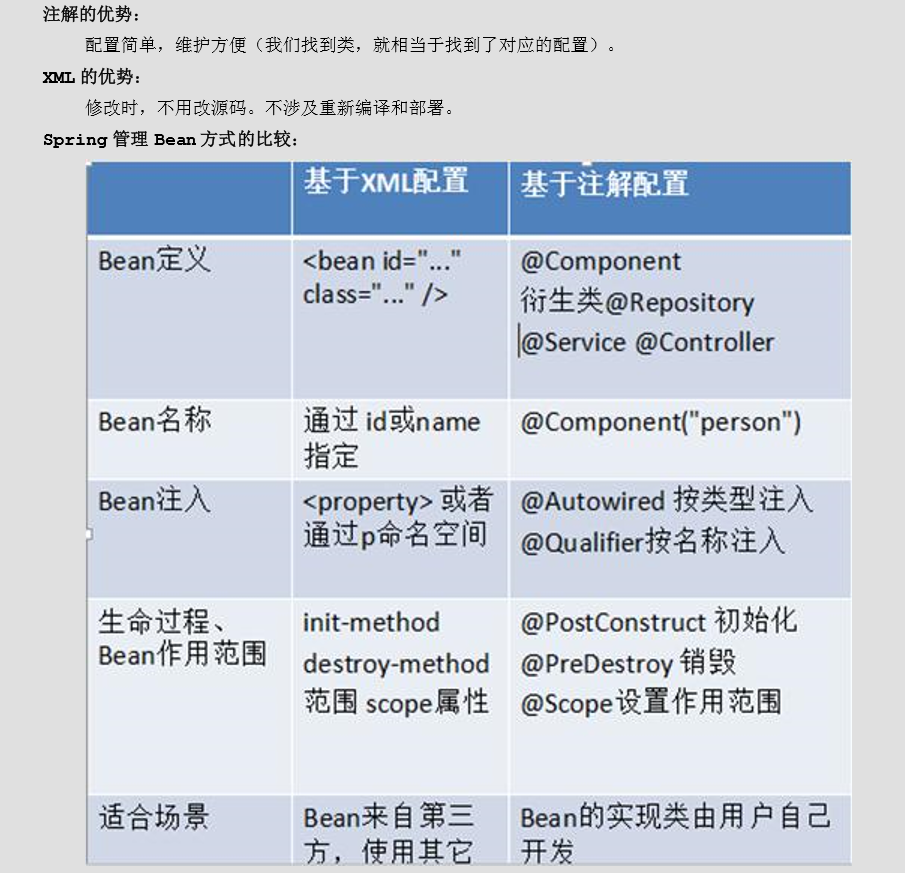 注解的优势：
配置简单，维护方便（我们找到类，就相当于找到了对应的配置）。
XML 的优势：
修改时，不用改源码。不涉及重新编译和部署。
Spring 管理 Bean 方式的比较：
基于XML配置
基于注解配置
Bean定义
<bean id="..."
class="..." />
@Component
衍生类@Repository
@Service @Controller
Bean名称
通过 id或name
指定
@Component("person")
Bean注入
<property> 或者
通过p命名空间
@Autowired 按类型注入
@Qualifier按名称注入
生命过程、
Bean作用范围
init-method
destroy-method
范围 scope属性
@PostConstruct 初始化
@PreDestroy 销毁
@Scope设置作用范围
适合场景
Bean来自第三
方，使用其它
Bean的实现类由用户自己
开发